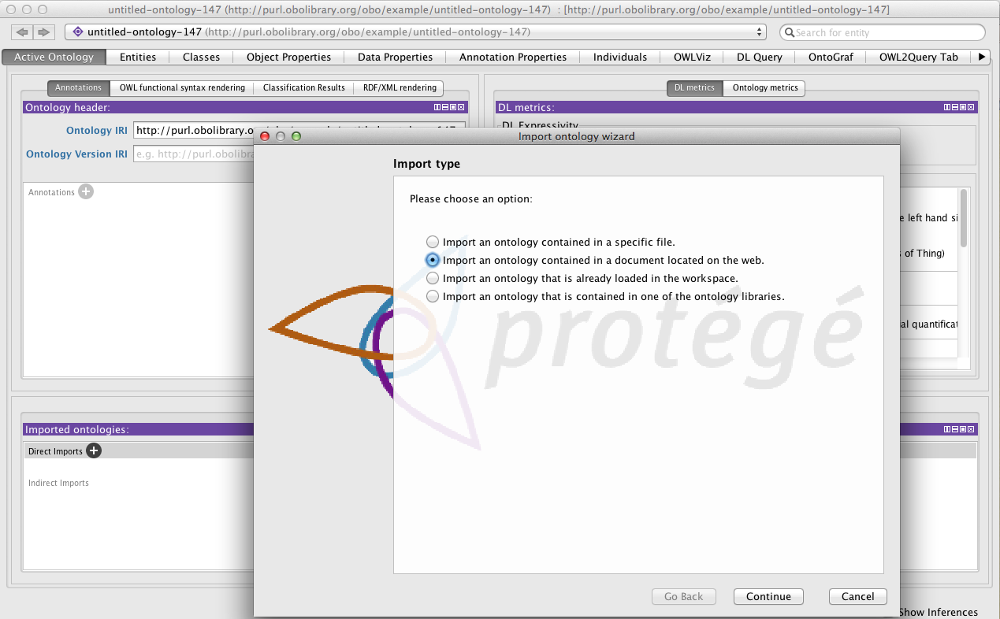 untitled-ontology-147 (http://purl.obolibrary.org/obo/example/untitled-ontology-147) : [http://purl.obolibrary.org/obo/example/untitled-ontology-147]
untitled-ontology-147 (http://purl.obolibrary.org/obo/example/untitled-ontology-147)
Search for entity
Active Ontology Entities Classes Object Properties Data Properties Annotation Properties Individuals OWLViz DL Query OntoGraf OWL2Query Tab
Annotations OWL functional syntax rendering Classification Results RDF/XML rendering
DL metrics Ontology metrics
Ontology header:
DL metrics:
Ontology IRI http://purl.obolibrary.o
DL Expressivity
Ontology Version IRI e.g. http://purl.obolibra
Annotations
Import ontology wizard
Import type
Please choose an option:
Import an ontology contained in a specific file.
Import an ontology contained in a document located on the web.
Import an ontology that is already loaded in the workspace.
Import an ontology that is contained in one of the ontology libraries.
protégé
e left hand si
s of Thing)
al quantificat
Imported ontologies:
Direct Imports
Indirect Imports
Go Back Continue Cancel
Show Inferences